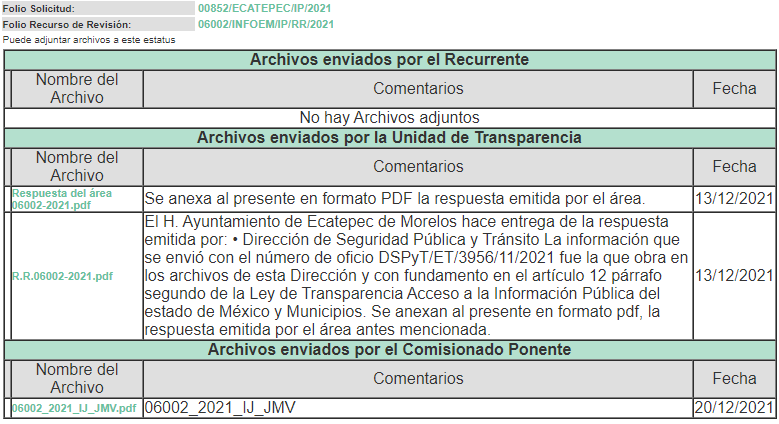 Folio Solicitud: 00852/ECATEPEC/IP/2021
Folio Recurso de Revisión: 06002/INFOEM/IP/RR/2021
Puede adjuntar archivos a este estatus
Archivos enviados por el Recurrente
Nombre del
Archivo
Comentarios
Fecha
No hay Archivos adjuntos
Archivos enviados por la Unidad de Transparencia
Nombre del
Archivo
Comentarios
Fecha
Respuesta del área
06002-2021.pdf
Se anexa al presente en formato PDF la respuesta emitida por el área.
13/12/2021
R.R.06002-2021.pdf
El H. Ayuntamiento de Ecatepec de Morelos hace entrega de la respuesta
emitida por: • Dirección de Seguridad Pública y Tránsito La información que
se envió con el número de oficio DSPyT/ET/3956/11/2021 fue la que obra en
los archivos de esta Dirección y con fundamento en el artículo 12 párrafo
segundo de la Ley de Transparencia Acceso a la Información Pública del
estado de México y Municipios. Se anexan al presente en formato pdf, la
respuesta emitida por el área antes mencionada.
13/12/2021
Archivos enviados por el Comisionado Ponente
Nombre del
Archivo
Comentarios
Fecha
06002_2021_IJ_JMV.pdf
06002_2021_IJ_JMV
20/12/2021